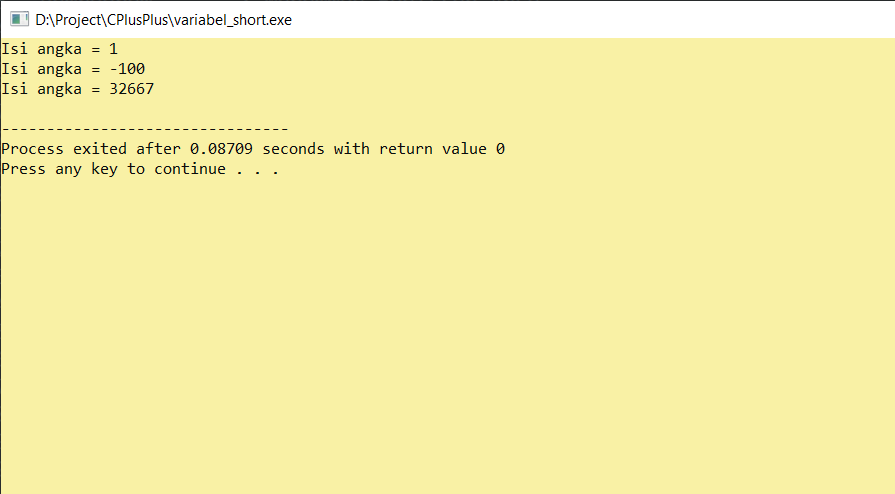 D:\Project\CPlusPlus\variabel_short.exe
Isi angka = 1
Isi angka = -100
Isi angka = 32667
--------------------------------
Process exited after 0.08709 seconds with return value 0
Press any key to continue . . .